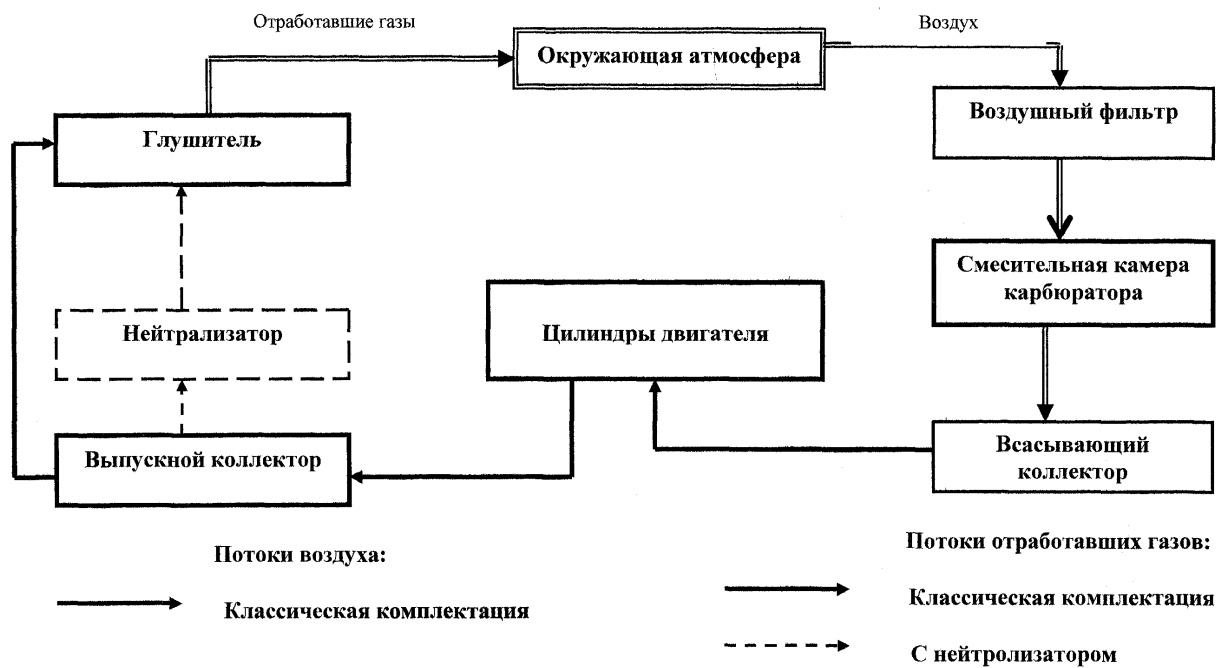 Отработавшие газы
Воздух
Окружающая атмосфера
Воздушный фильтр
Глушитель
Смесительная камера
карбюратора
Нейтрализатор
Цилиндры двигателя
Выпускной коллектор
Всасывающий
коллектор
Потоки воздуха:
Классическая комплектация
Потоки отработавших газов:
Классическая комплектация
С нейтролизатором